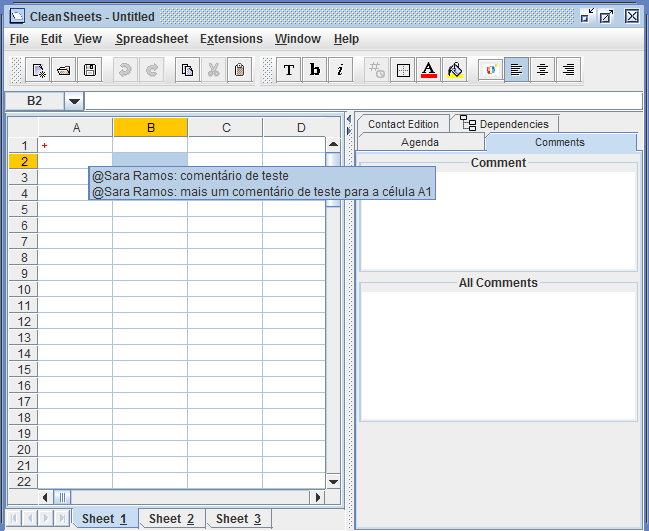 CleanSheets - Untitled
File Edit View Spreadsheet Extensions Window Help
T b i A
B2
A B C D
1
2
3
4
5
6
7
8
9
10
11
12
13
14
15
16
17
18
19
20
21
22
@Sara Ramos: comentário de teste
@Sara Ramos: mais um comentário de teste para a célula A1
Sheet 1 Sheet 2 Sheet 3
Contact Edition Dependencies
Agenda Comments
Comment
All Comments